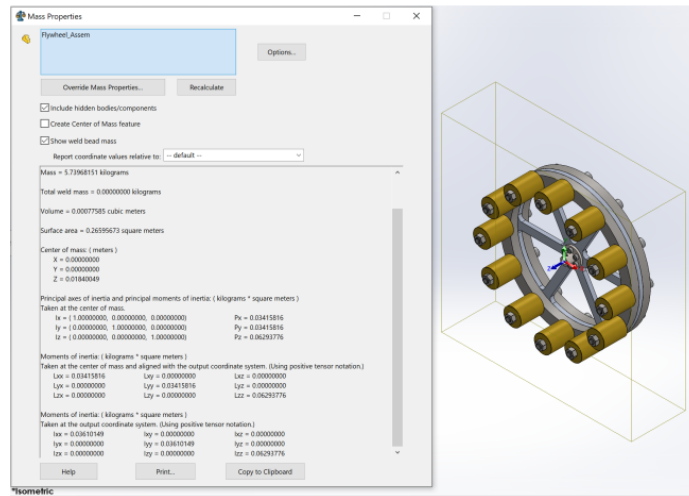 Mass Properties
Flywheel_Assem
Options...
Override Mass Properties...
Recalculate
Include hidden bodies/components
Create Center of Mass feature
Show weld bead mass
Report coordinate values relative to: -- default --
Mass = 5.73968151 kilograms
Total weld mass = 0.00000000 kilograms
Volume = 0.00077585 cubic meters
Surface area = 0.26595673 square meters
Center of mass: ( meters )
X = 0.00000000
Y = 0.00000000
Z = 0.01840049
Principal axes of inertia and principal moments of inertia: ( kilograms * square meters )
Taken at the center of mass.
Ix = ( 1.00000000, 0.00000000, 0.00000000) Px = 0.03415816
Iy = ( 0.00000000, 1.00000000, 0.00000000) Py = 0.03415816
Iz = ( 0.00000000, 0.00000000, 1.00000000) Pz = 0.06293776
Moments of inertia: ( kilograms * square meters )
Taken at the center of mass and aligned with the output coordinate system. (Using positive tensor notation.)
Lxx = 0.03415816 Lxy = 0.00000000 Lxz = 0.00000000
Lyx = 0.00000000 Lyy = 0.03415816 Lyz = 0.00000000
Lzx = 0.00000000 Lzy = 0.00000000 Lzz = 0.06293776
Moments of inertia: ( kilograms * square meters )
Taken at the output coordinate system. (Using positive tensor notation.)
Ixx = 0.03610149 Ixy = 0.00000000 Ixz = 0.00000000
Iyx = 0.00000000 Iyy = 0.03610149 Iyz = 0.00000000
Izx = 0.00000000 Izy = 0.00000000 Izz = 0.06293776
Help
Print...
Copy to Clipboard
*Isometric